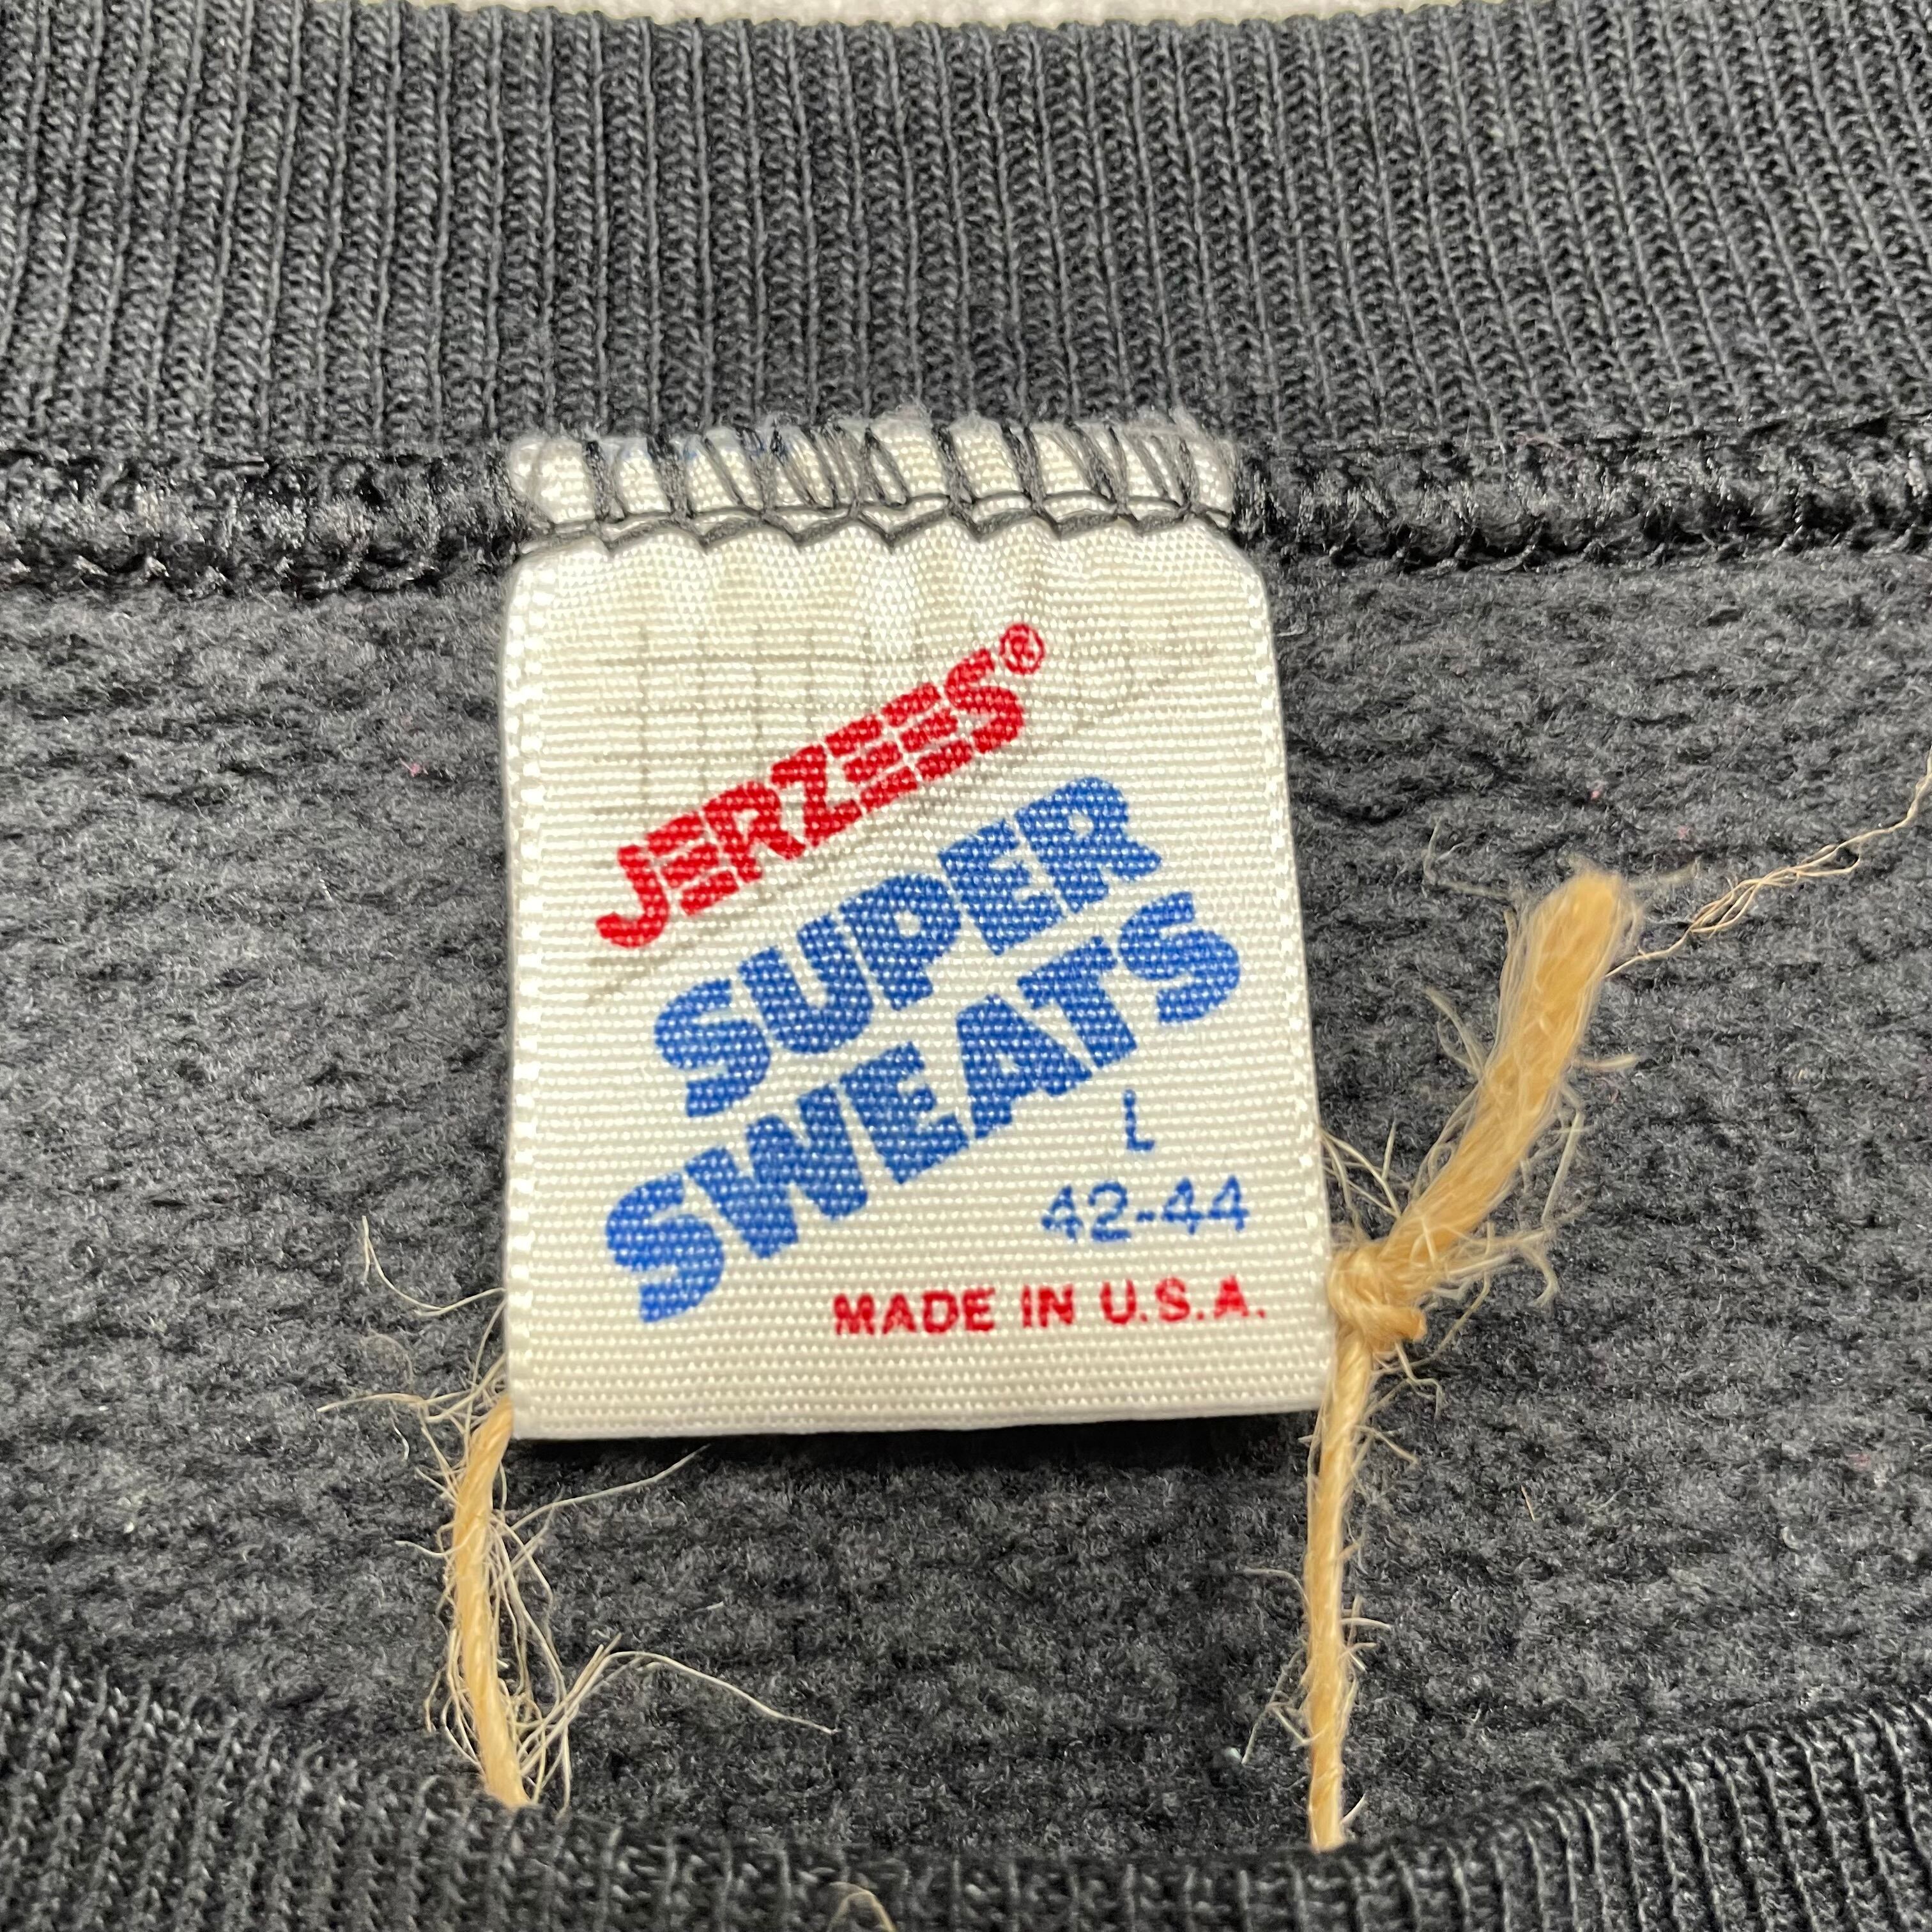 JERZEES®
SUPER
SWEATS
L
42-44
MADE IN U.S.A.